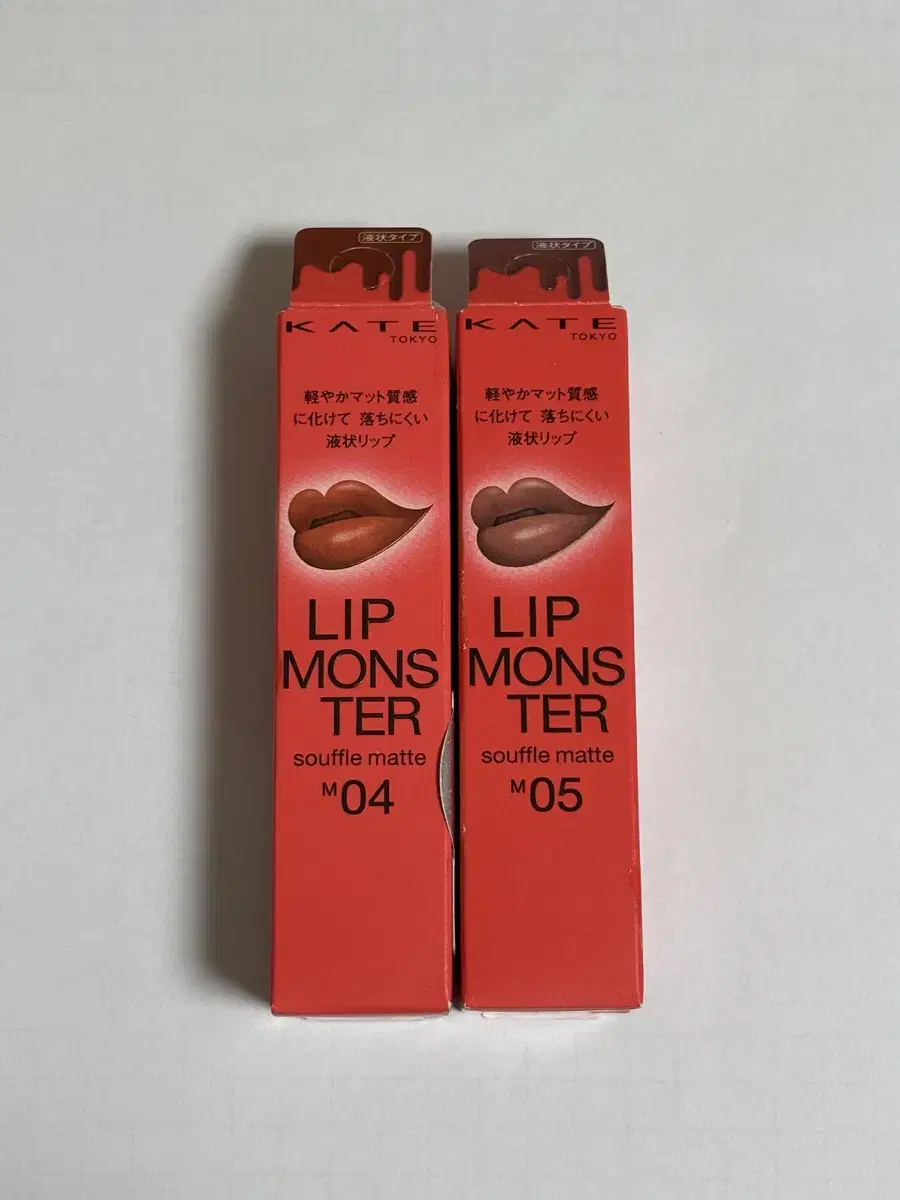 液状タイプ
KATE
TOKYO
軽やかマット質感
に化けて 落ちにくい
液状リップ
LIP
MONS
TER
souffle matte
M04
液状タイプ
KATE
TOKYO
軽やかマット質感
に化けて 落ちにくい
液状リップ
LIP
MONS
TER
souffle matte
M05